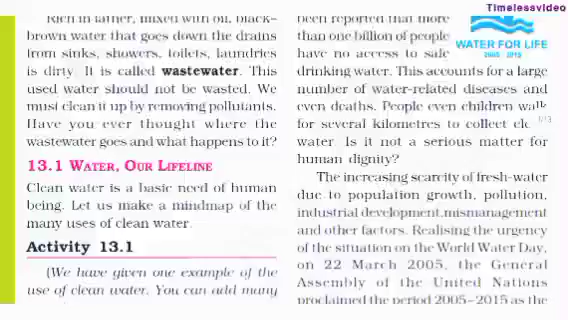 Timelessvideo
Rich in lather, mixed with oil, black–
brown water that goes down the drains
from sinks, showers, toilets, laundries
is dirty. It is called wastewater. This
used water should not be wasted. We
must clean it up by removing pollutants.
Have you ever thought where the
wastewater goes and what happens to it?
13.1 WATER, OUR LIFELINE
Clean water is a basic need of human
being. Let us make a mindmap of the
many uses of clean water.
Activity 13.1
(We have given one example of the
use of clean water. You can add many
been reported that more
than one billion of people
have no access to safe
drinking water. This accounts for a large
number of water-related diseases and
even deaths. People even children walk
for several kilometres to collect
water. Is it not a serious matter for
human dignity?
The increasing scarcity of fresh-water
due to population growth, pollution,
industrial development, mismanagement
and other factors. Realising the urgency
of the situation on the World Water Day,
on 22 March 2005, the General
Assembly of the United Nations
proclaimed the period 2005–2015 as the
WATER FOR LIFE
2005 2015